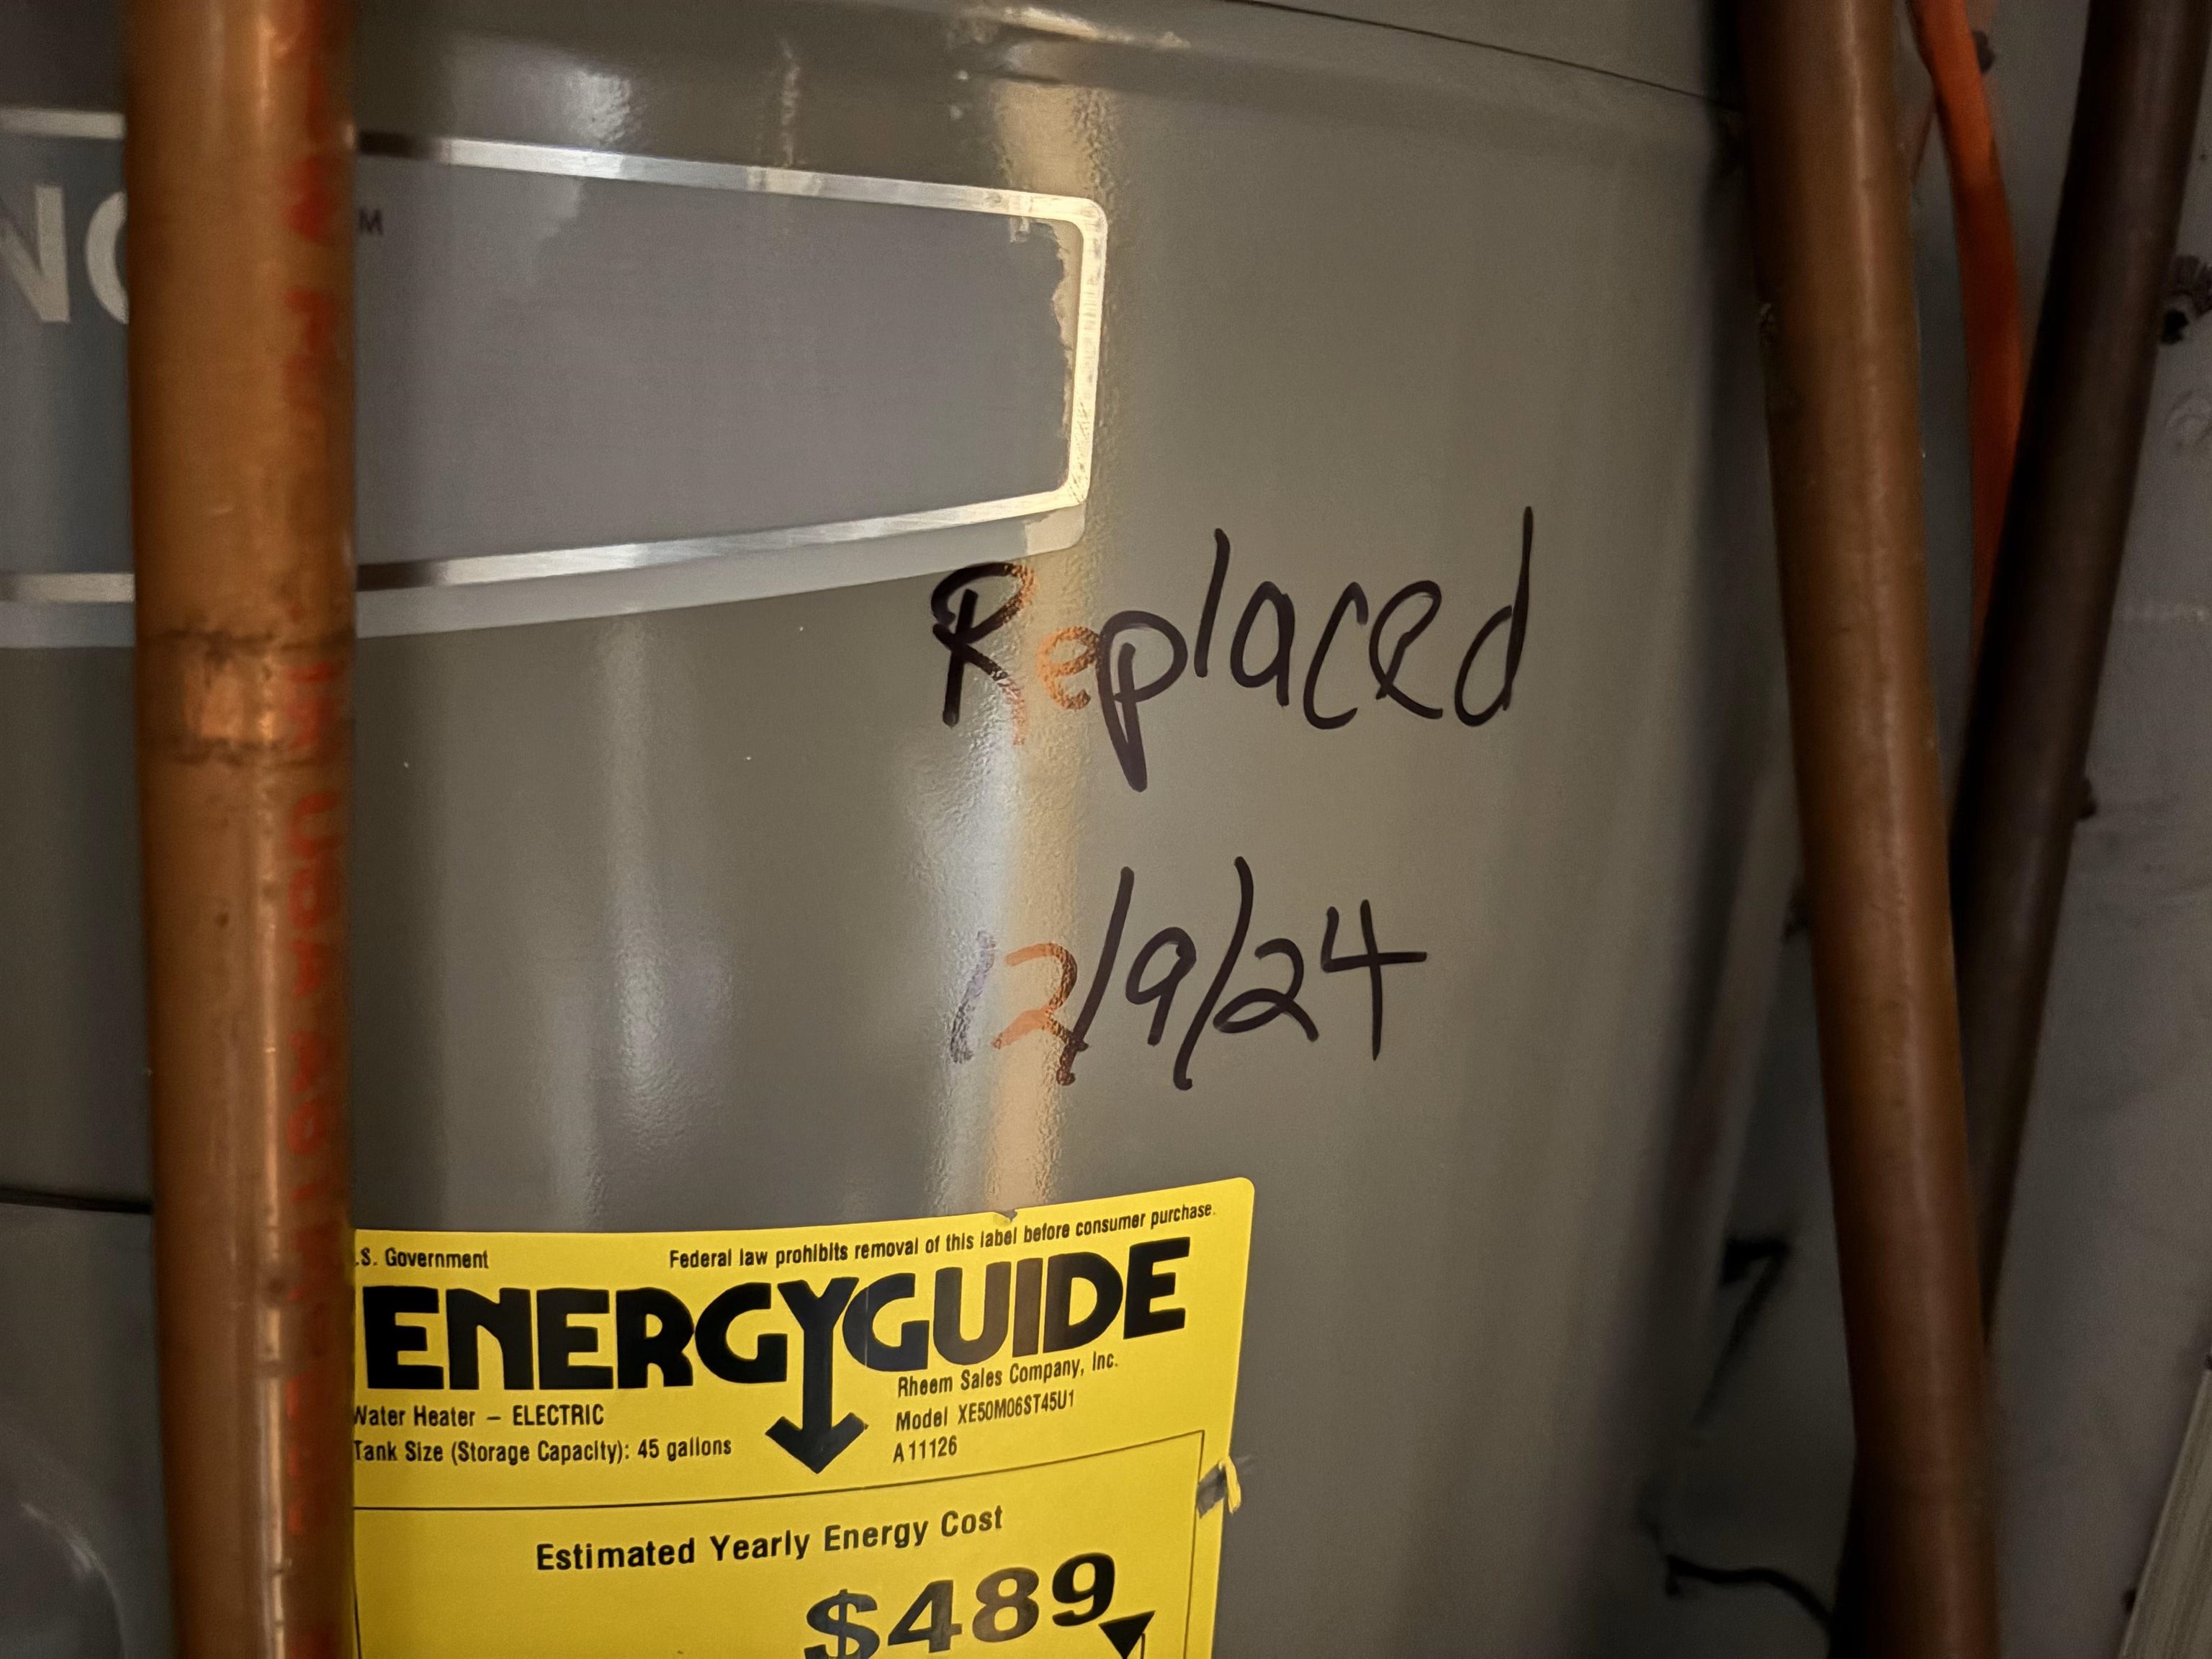 M
Replaced
12/9/24
.S. Government
Federal law prohibits removal of this label before consumer purchase.
ENERGYGUIDE
Water Heater – ELECTRIC
Tank Size (Storage Capacity): 45 gallons
Rheem Sales Company, Inc.
Model XE50M06ST45U1
A11126
Estimated Yearly Energy Cost
$489